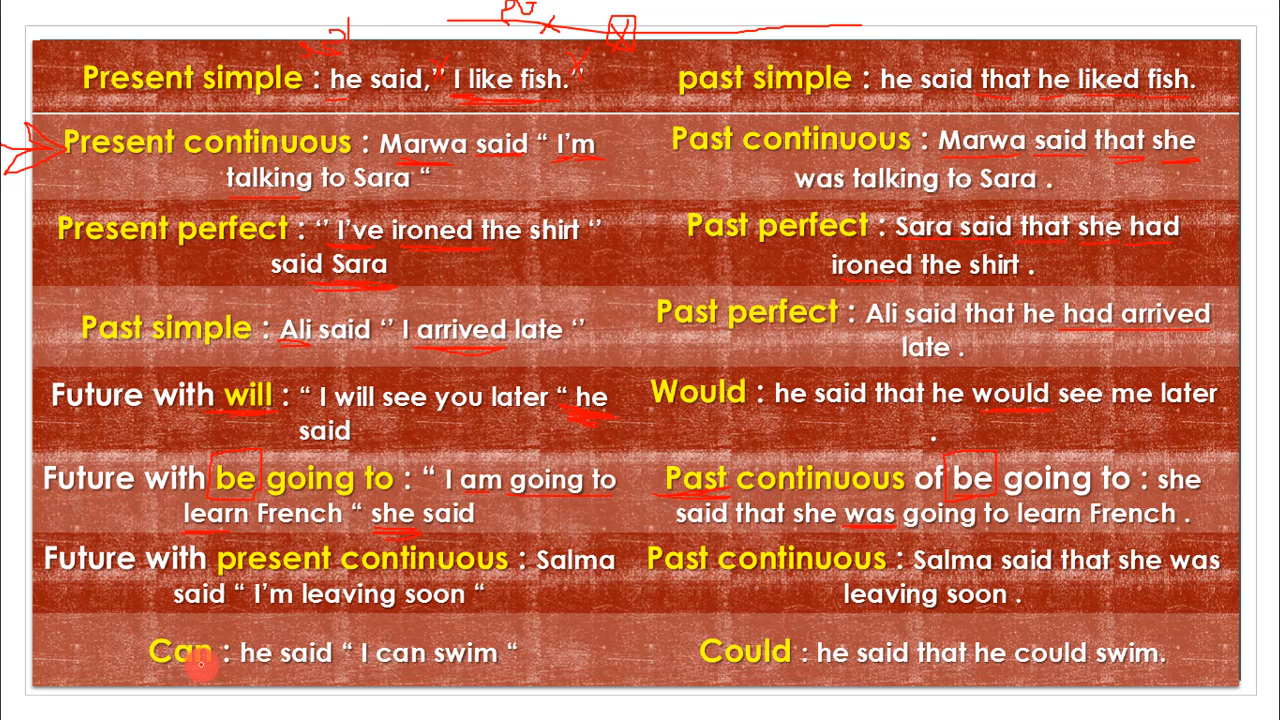 Present simple : he said,” I like fish.”
past simple : he said that he liked fish.
Present continuous : Marwa said “ I’m
talking to Sara “
Past continuous : Marwa said that she
was talking to Sara .
Present perfect : ‘’ I’ve ironed the shirt ‘’
said Sara
Past perfect : Sara said that she had
ironed the shirt .
Past simple : Ali said ‘’ I arrived late ‘’
Past perfect : Ali said that he had arrived
late .
Future with will : “ I will see you later “ he
said
Would : he said that he would see me later
.
Future with be going to : “ I am going to
learn French “ she said
Past continuous of be going to : she
said that she was going to learn French .
Future with present continuous : Salma
said “ I’m leaving soon “
Past continuous : Salma said that she was
leaving soon .
Can : he said “ I can swim “
Could : he said that he could swim.